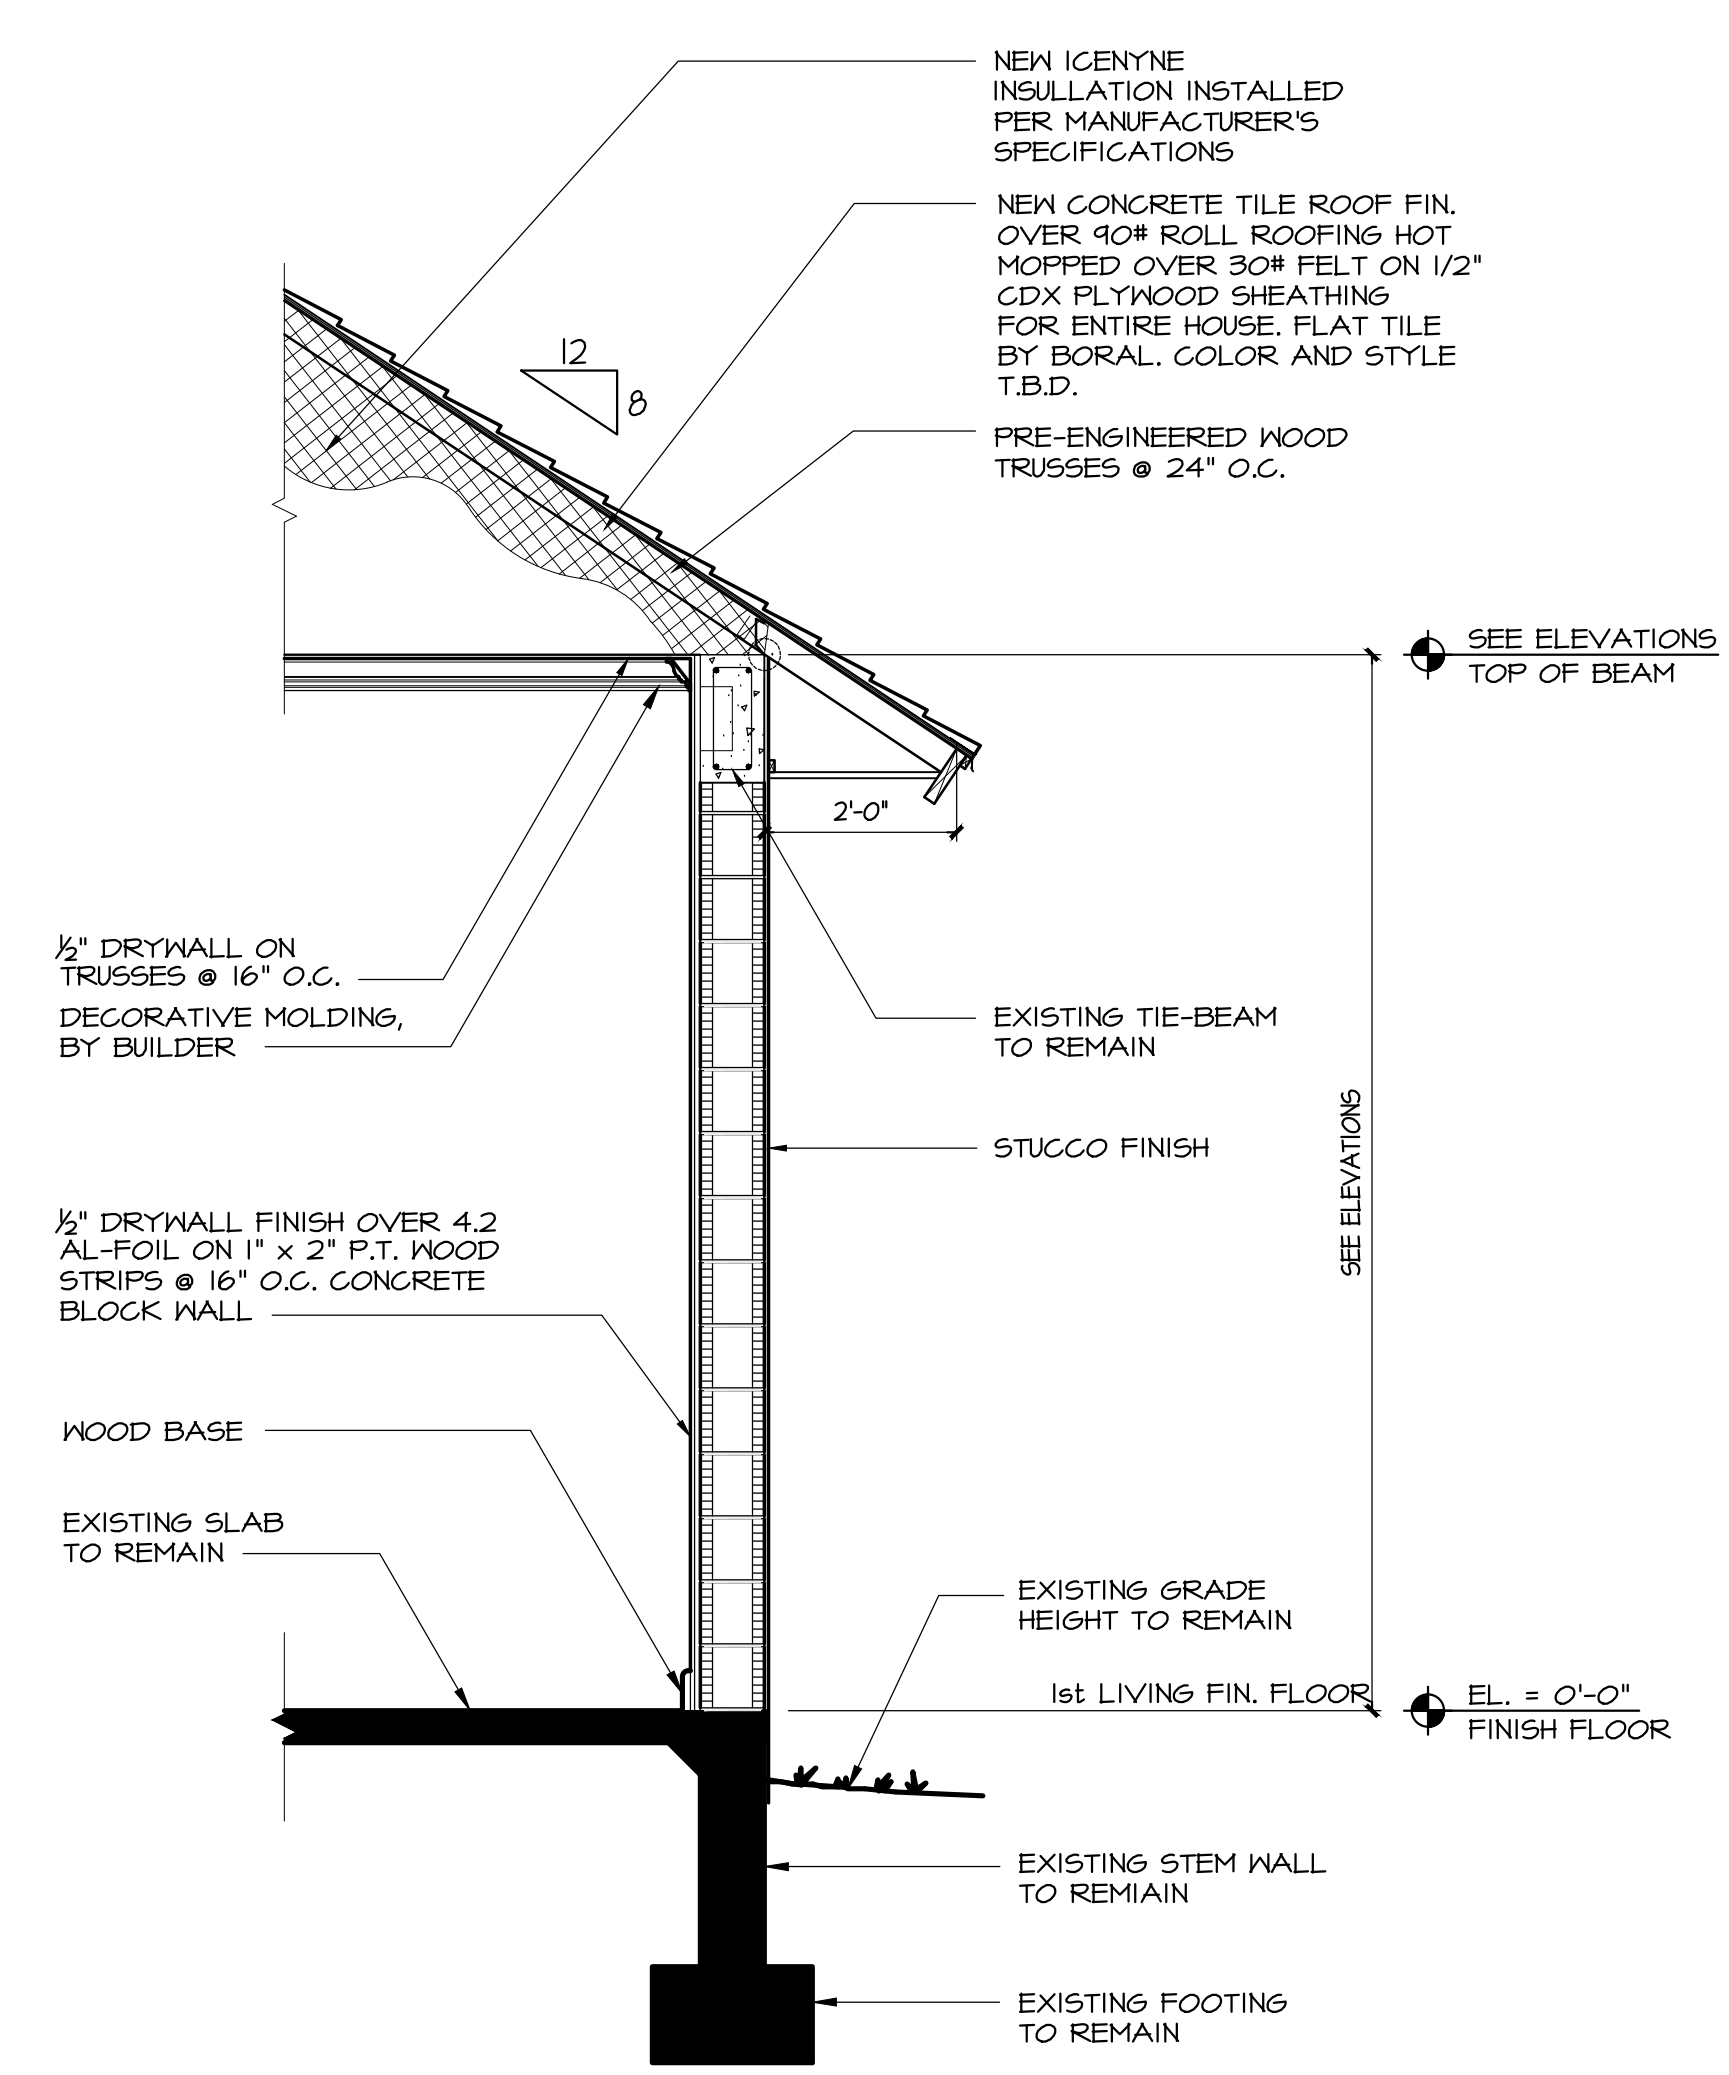 NEW ICENYNE
INSULLATION INSTALLED
PER MANUFACTURER'S
SPECIFICATIONS
NEW CONCRETE TILE ROOF FIN.
OVER 90# ROLL ROOFING HOT
MOPPED OVER 30# FELT ON 1/2"
CDX PLYWOOD SHEATHING
FOR ENTIRE HOUSE. FLAT TILE
BY BORAL. COLOR AND STYLE
T.B.D.
12
8
PRE-ENGINEERED WOOD
TRUSSES @ 24" O.C.
SEE ELEVATIONS
TOP OF BEAM
2'-0"
½" DRYWALL ON
TRUSSES @ 16" O.C.
DECORATIVE MOLDING,
BY BUILDER
EXISTING TIE-BEAM
TO REMAIN
STUCCO FINISH
SEE ELEVATIONS
½" DRYWALL FINISH OVER 4.2
AL-FOIL ON 1" x 2" P.T. WOOD
STRIPS @ 16" O.C. CONCRETE
BLOCK WALL
WOOD BASE
EXISTING SLAB
TO REMAIN
EXISTING GRADE
HEIGHT TO REMAIN
1st LIVING FIN. FLOOR
EL. = 0'-0"
FINISH FLOOR
EXISTING STEM WALL
TO REMIAIN
EXISTING FOOTING
TO REMAIN